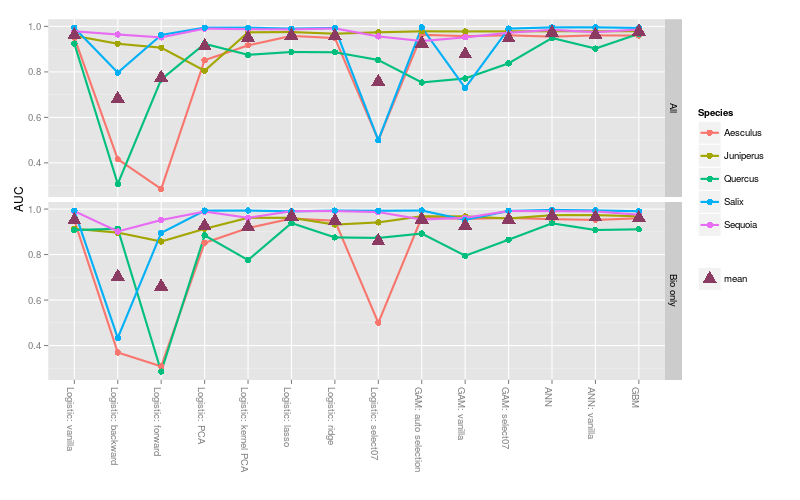 AUC
1.0
0.8
0.6
0.4
All
1.0
0.8
0.6
0.4
Bio only
Logistic: vanilla
Logistic: backward
Logistic: forward
Logistic: PCA
Logistic: kernel PCA
Logistic: lasso
Logistic: ridge
Logistic: select07
GAM: auto selection
GAM: vanilla
GAM: select07
ANN
ANN: vanilla
GBM
Species
Aesculus
Juniperus
Quercus
Salix
Sequoia
mean